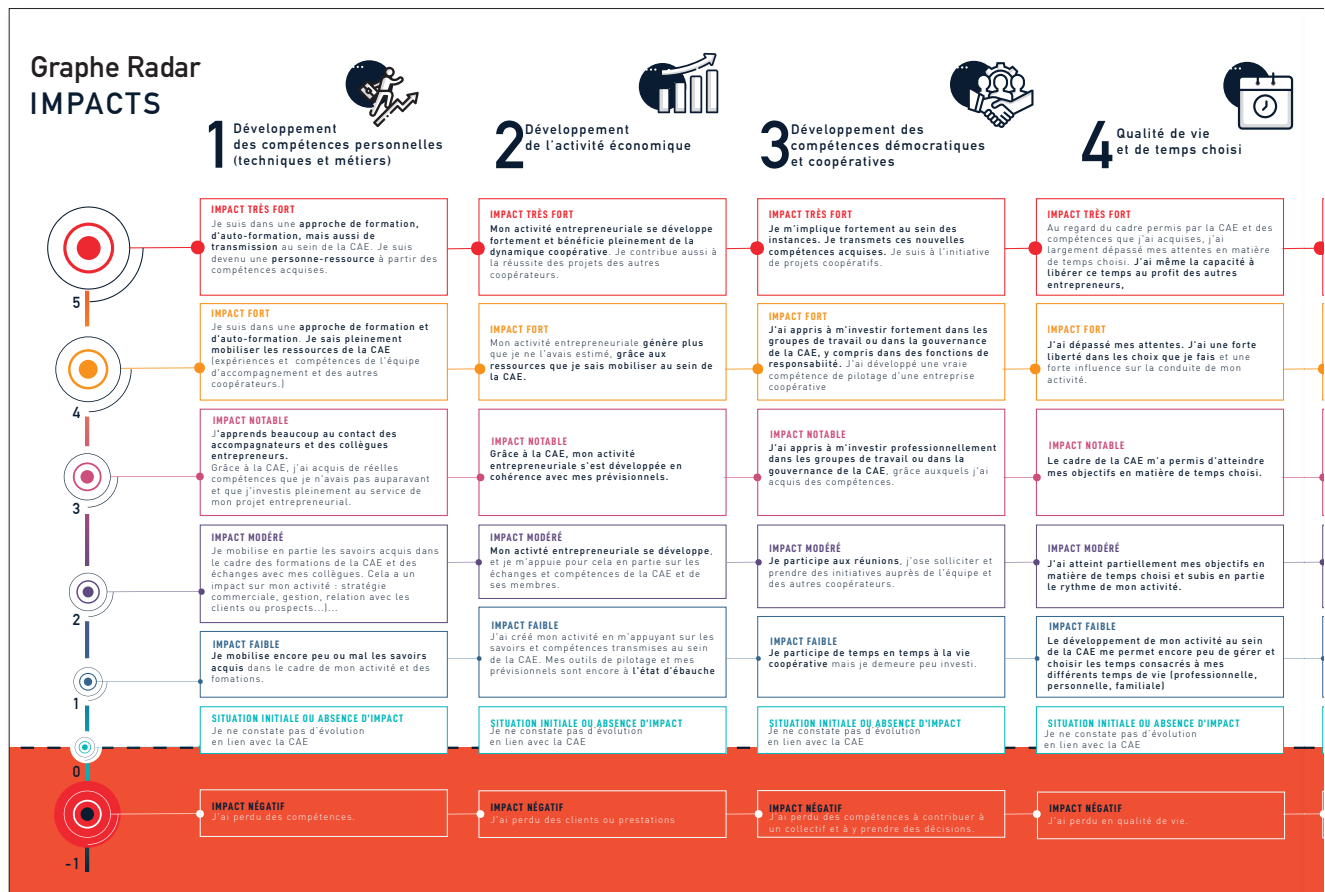 Graphe Radar
IMPACTS
1
Développement
des compétences personnelles
(techniques et métiers)
2
Développement
de l'activité économique
3
Développement des
compétences démocratiques
et coopératives
4
Qualité de vie
et de temps choisi
5
IMPACT TRÈS FORT
Je suis dans une approche de formation,
d'auto-formation, mais aussi de
transmission au sein de la CAE. Je suis
devenu une personne-ressource à partir des
compétences acquises.
IMPACT TRÈS FORT
Mon activité entrepreneuriale se développe
fortement et bénéficie pleinement de la
dynamique coopérative. Je contribue aussi à
la réussite des projets des autres
coopérateurs.
IMPACT TRÈS FORT
Je m'implique fortement au sein des
instances. Je transmets ces nouvelles
compétences acquises. Je suis à l'initiative
de projets coopératifs.
IMPACT TRÈS FORT
Au regard du cadre permis par la CAE et des
compétences que j'ai acquises, j'ai
largement dépassé mes attentes en matière
de temps choisi. J'ai même la capacité à
libérer ce temps au profit des autres
entrepreneurs,
4
IMPACT FORT
Je suis dans une approche de formation et
d'auto-formation. Je sais pleinement
mobiliser les ressources de la CAE
(expériences et compétences de l'équipe
d'accompagnement et des autres
coopérateurs.)
IMPACT FORT
Mon activité entrepreneuriale génère plus
que je ne l'avais estimé, grâce aux
ressources que je sais mobiliser au sein de
la CAE.
IMPACT FORT
J'ai appris à m'investir fortement dans les
groupes de travail ou dans la gouvernance
de la CAE, y compris dans des fonctions de
responsabiité. J'ai développé une vraie
compétence de pilotage d'une entreprise
coopérative
IMPACT FORT
J'ai dépassé mes attentes. J'ai une forte
liberté dans les choix que je fais et une
forte influence sur la conduite de mon
activité.
3
IMPACT NOTABLE
J'apprends beaucoup au contact des
accompagnateurs et des collègues
entrepreneurs.
Grâce à la CAE, j'ai acquis de réelles
compétences que je n'avais pas auparavant
et que j'investis pleinement au service de
mon projet entrepreneurial.
IMPACT NOTABLE
Grâce à la CAE, mon activité
entrepreneuriale s'est développée en
cohérence avec mes prévisionnels.
IMPACT NOTABLE
J'ai appris à m'investir professionnellement
dans les groupes de travail ou dans la
gouvernance de la CAE, grâce auxquels j'ai
acquis des compétences.
IMPACT NOTABLE
Le cadre de la CAE m'a permis d'atteindre
mes objectifs en matière de temps choisi.
2
IMPACT MODÉRÉ
Je mobilise en partie les savoirs acquis dans
le cadre des formations de la CAE et des
échanges avec mes collègues. Cela a un
impact sur mon activité : stratégie
commerciale, gestion, relation avec les
clients ou prospects...)...
IMPACT MODÉRÉ
Mon activté entrepreneuriale se développe,
et je m'appuie pour cela en partie sur les
échanges et compétences de la CAE et de
ses membres.
IMPACT MODÉRÉ
Je participe aux réunions, j'ose solliciter et
prendre des initiatives auprès de l'équipe et
des autres coopérateurs.
IMPACT MODÉRÉ
J'ai atteint partiellement mes objectifs en
matière de temps choisi et subis en partie
le rythme de mon activité.
1
IMPACT FAIBLE
Je mobilise encore peu ou mal les savoirs
acquis dans le cadre de mon activité et des
fomations.
IMPACT FAIBLE
J'ai créé mon activité en m'appuyant sur les
savoirs et compétences transmises au sein
de la CAE. Mes outils de pilotage et mes
prévisionnels sont encore à l'état d'ébauche
IMPACT FAIBLE
Je participe de temps en temps à la vie
coopérative mais je demeure peu investi.
IMPACT FAIBLE
Le développement de mon activité au sein
de la CAE me permet encore peu de gérer et
choisir les temps consacrés à mes
différents temps de vie (professionnelle,
personnelle, familiale)
0
SITUATION INITIALE OU ABSENCE D'IMPACT
Je ne constate pas d'évolution
en lien avec la CAE
SITUATION INITIALE OU ABSENCE D'IMPACT
Je ne constate pas d'évolution
en lien avec la CAE
SITUATION INITIALE OU ABSENCE D'IMPACT
Je ne constate pas d'évolution
en lien avec la CAE
SITUATION INITIALE OU ABSENCE D'IMPACT
Je ne constate pas d'évolution
en lien avec la CAE
-1
IMPACT NÉGATIF
J'ai perdu des compétences.
IMPACT NÉGATIF
J'ai perdu des clients ou prestations
IMPACT NÉGATIF
J'ai perdu des compétences à contribuer à
un collectif et à y prendre des décisions.
IMPACT NÉGATIF
J'ai perdu en qualité de vie.